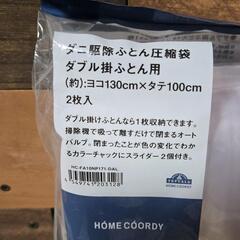 ダニ駆除ふとん圧縮袋
ダブル掛ふとん用
(約):ヨコ130cm×タテ100cm
2枚入
ダブル掛けふとんなら1枚収納できます。
掃除機で吸って離すだけで閉まるオート
バルブ。閉まったことが色の変化でわか
るカラーチャックにスライダー2個付き。
HC-FA10NP171-DAL
4549741203128
TOPVALU
HOME COORDY
HOME COORDY